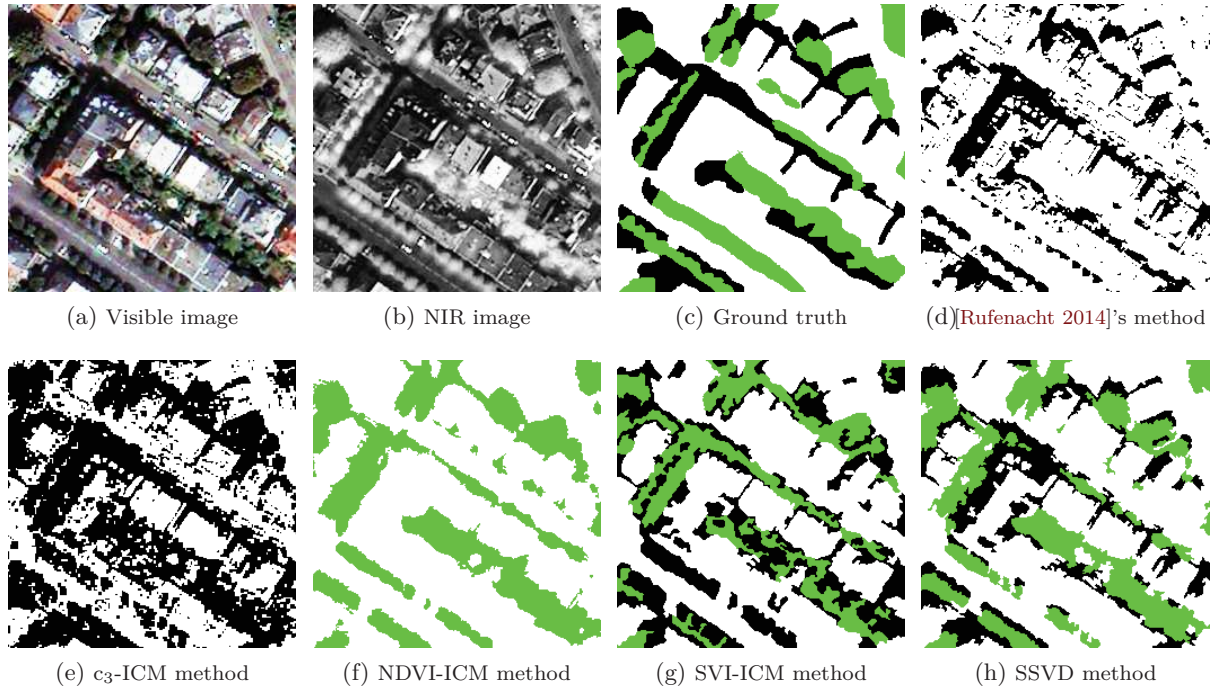 (a) Visible image
(b) NIR image
(c) Ground truth
(d)[Rufenacht 2014]'s method
(e) c₃-ICM method
(f) NDVI-ICM method
(g) SVI-ICM method
(h) SSVD method